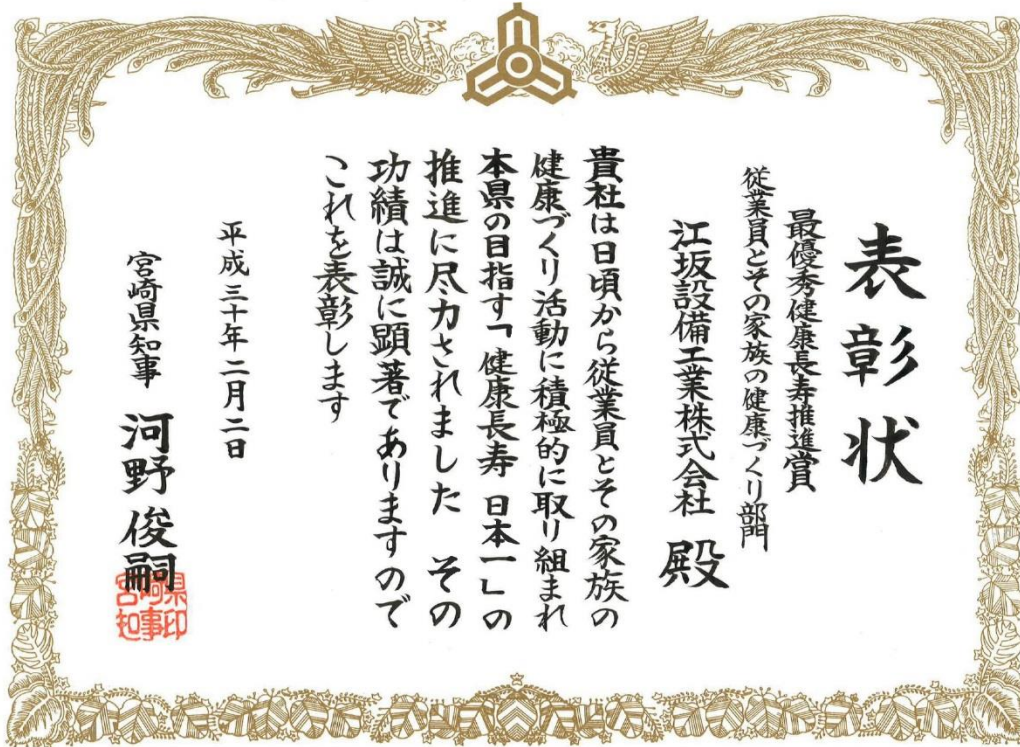 表彰状
最優秀健康長寿推進賞
従業員とその家族の健康づくり部門
江坂設備工業株式会社 殿
貴社は日頃から従業員とその家族の
健康づくり活動に積極的に取り組まれ
本県の目指す「健康長寿日本一」の
推進に尽力されました その
功績は誠に顕著でありますので
これを表彰します
平成三十年二月二日
宮崎県知事 河野俊嗣
宮崎県知事印